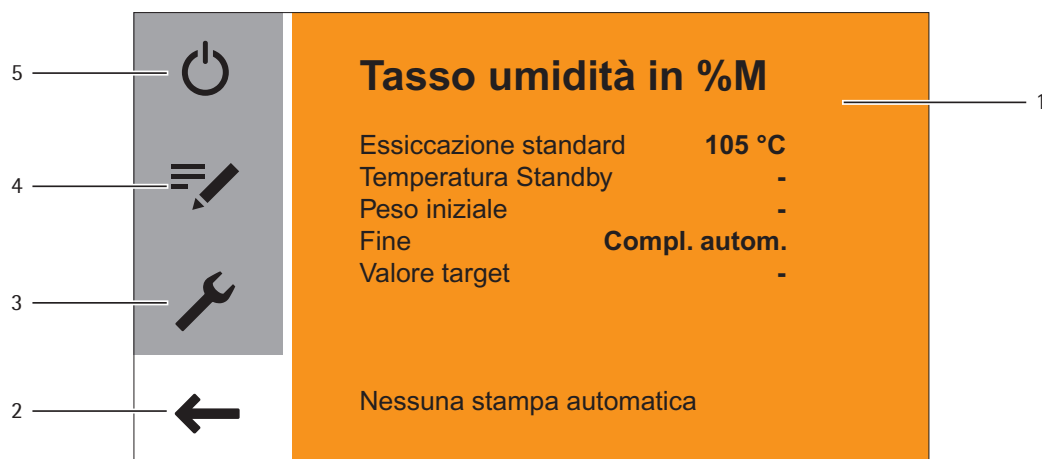 Tasso umidità in %M
Essiccazione standard 105 °C
Temperatura Standby -
Peso iniziale -
Fine Compl. autom.
Valore target -
Nessuna stampa automatica
5
4
3
2
1